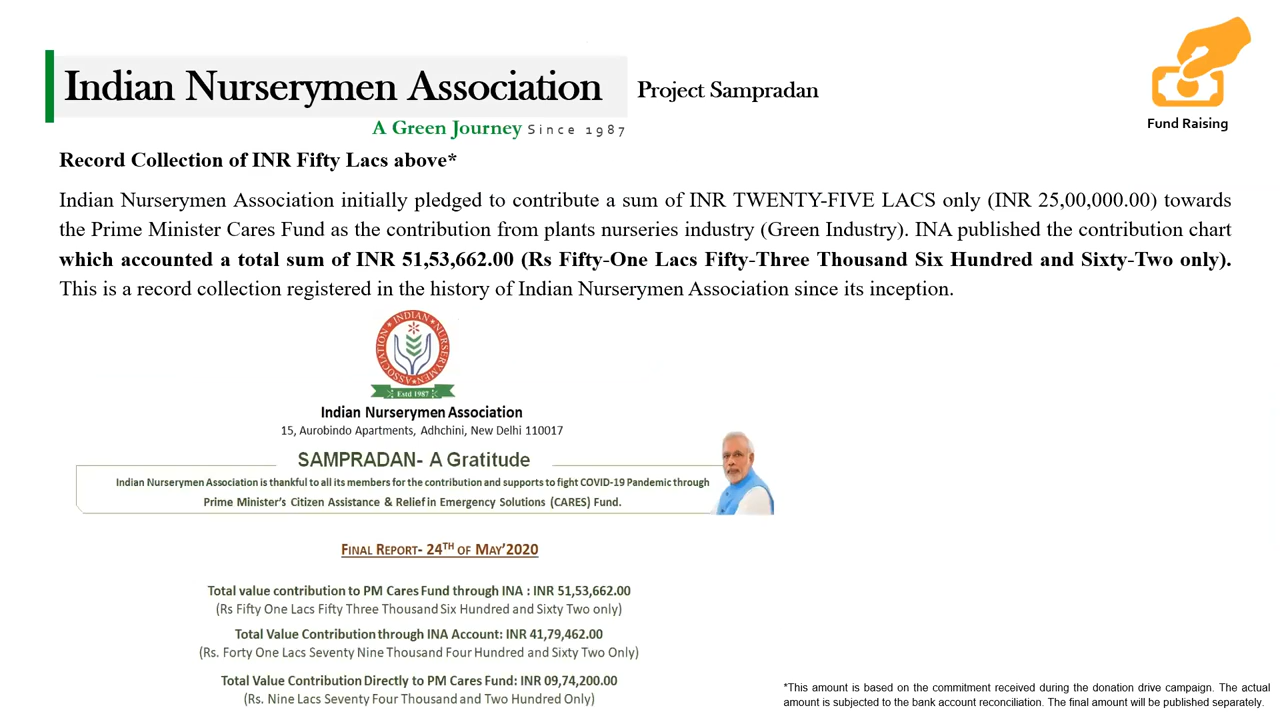 Indian Nurserymen Association
Project Sampradan
A Green Journey Since 1987
Fund Raising
Record Collection of INR Fifty Lacs above*
Indian Nurserymen Association initially pledged to contribute a sum of INR TWENTY-FIVE LACS only (INR 25,00,000.00) towards
the Prime Minister Cares Fund as the contribution from plants nurseries industry (Green Industry). INA published the contribution chart
which accounted a total sum of INR 51,53,662.00 (Rs Fifty-One Lacs Fifty-Three Thousand Six Hundred and Sixty-Two only).
This is a record collection registered in the history of Indian Nurserymen Association since its inception.
INDIAN NURSERYMEN ASSOCIATION
Estd 1987
Indian Nurserymen Association
15, Aurobindo Apartments, Adhchini, New Delhi 110017
SAMPRADAN- A Gratitude
Indian Nurserymen Association is thankful to all its members for the contribution and supports to fight COVID-19 Pandemic through
Prime Minister's Citizen Assistance & Relief in Emergency Solutions (CARES) Fund.
FINAL REPORT- 24TH OF MAY'2020
Total value contribution to PM Cares Fund through INA : INR 51,53,662.00
(Rs Fifty One Lacs Fifty Three Thousand Six Hundred and Sixty Two only)
Total Value Contribution through INA Account: INR 41,79,462.00
(Rs. Forty One Lacs Seventy Nine Thousand Four Hundred and Sixty Two Only)
Total Value Contribution Directly to PM Cares Fund: INR 09,74,200.00
(Rs. Nine Lacs Seventy Four Thousand and Two Hundred Only)
*This amount is based on the commitment received during the donation drive campaign. The actual
amount is subjected to the bank account reconciliation. The final amount will be published separately.